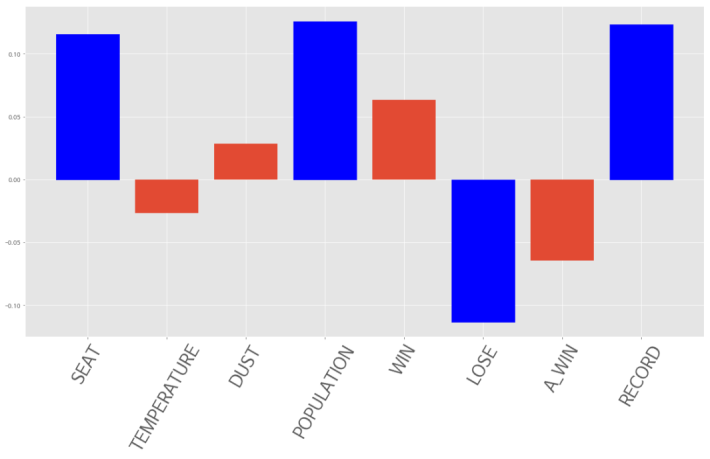 0.10
0.05
0.00
−0.05
−0.10
SEAT
TEMPERATURE
DUST
POPULATION
WIN
LOSE
A_WIN
RECORD